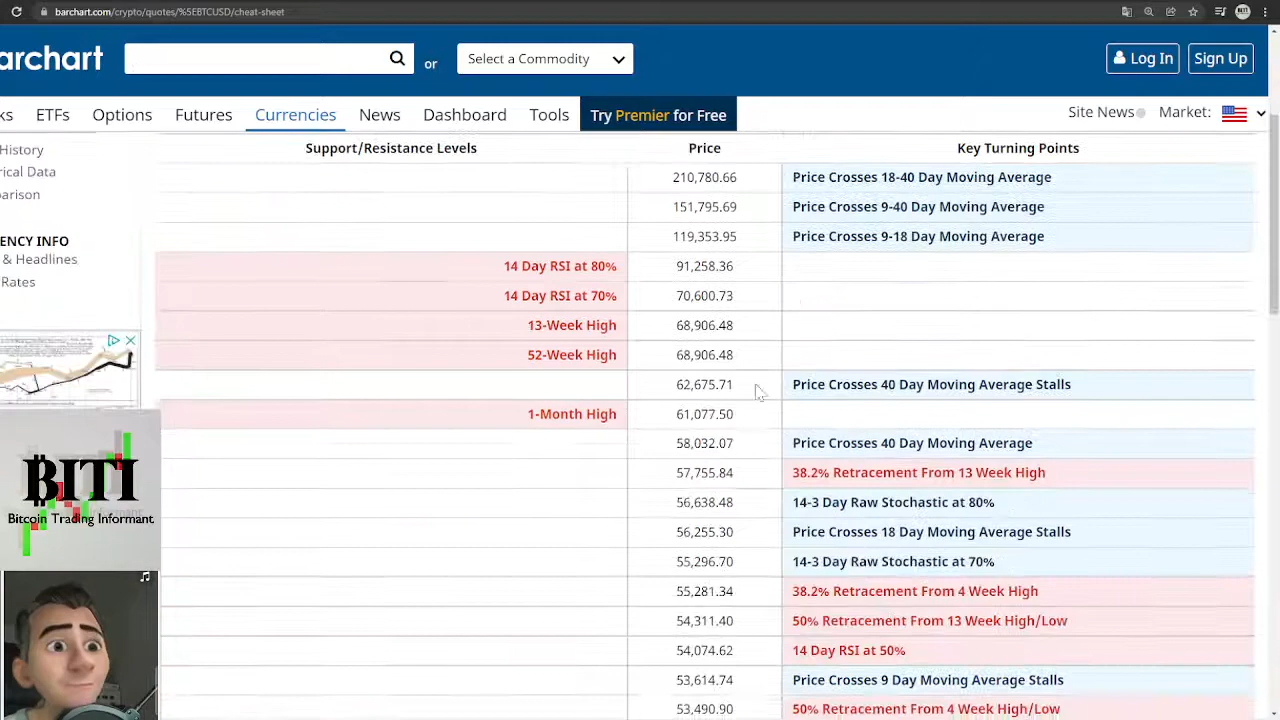 barchart.com/crypto/quotes/%5EBTCUSD/cheat-sheet
BITI
archart
or
Select a Commodity
Log In
Sign Up
ks ETFs Options Futures Currencies News Dashboard Tools Try Premier for Free Site News Market:
History
rical Data
arison
ENCY INFO
& Headlines
Rates
Support/Resistance Levels Price Key Turning Points
210,780.66 Price Crosses 18-40 Day Moving Average
151,795.69 Price Crosses 9-40 Day Moving Average
119,353.95 Price Crosses 9-18 Day Moving Average
14 Day RSI at 80% 91,258.36
14 Day RSI at 70% 70,600.73
13-Week High 68,906.48
52-Week High 68,906.48
62,675.71 Price Crosses 40 Day Moving Average Stalls
1-Month High 61,077.50
58,032.07 Price Crosses 40 Day Moving Average
57,755.84 38.2% Retracement From 13 Week High
56,638.48 14-3 Day Raw Stochastic at 80%
56,255.30 Price Crosses 18 Day Moving Average Stalls
55,296.70 14-3 Day Raw Stochastic at 70%
55,281.34 38.2% Retracement From 4 Week High
54,311.40 50% Retracement From 13 Week High/Low
54,074.62 14 Day RSI at 50%
53,614.74 Price Crosses 9 Day Moving Average Stalls
53,490.90 50% Retracement From 4 Week High/Low
BITI
Bitcoin Trading Informant